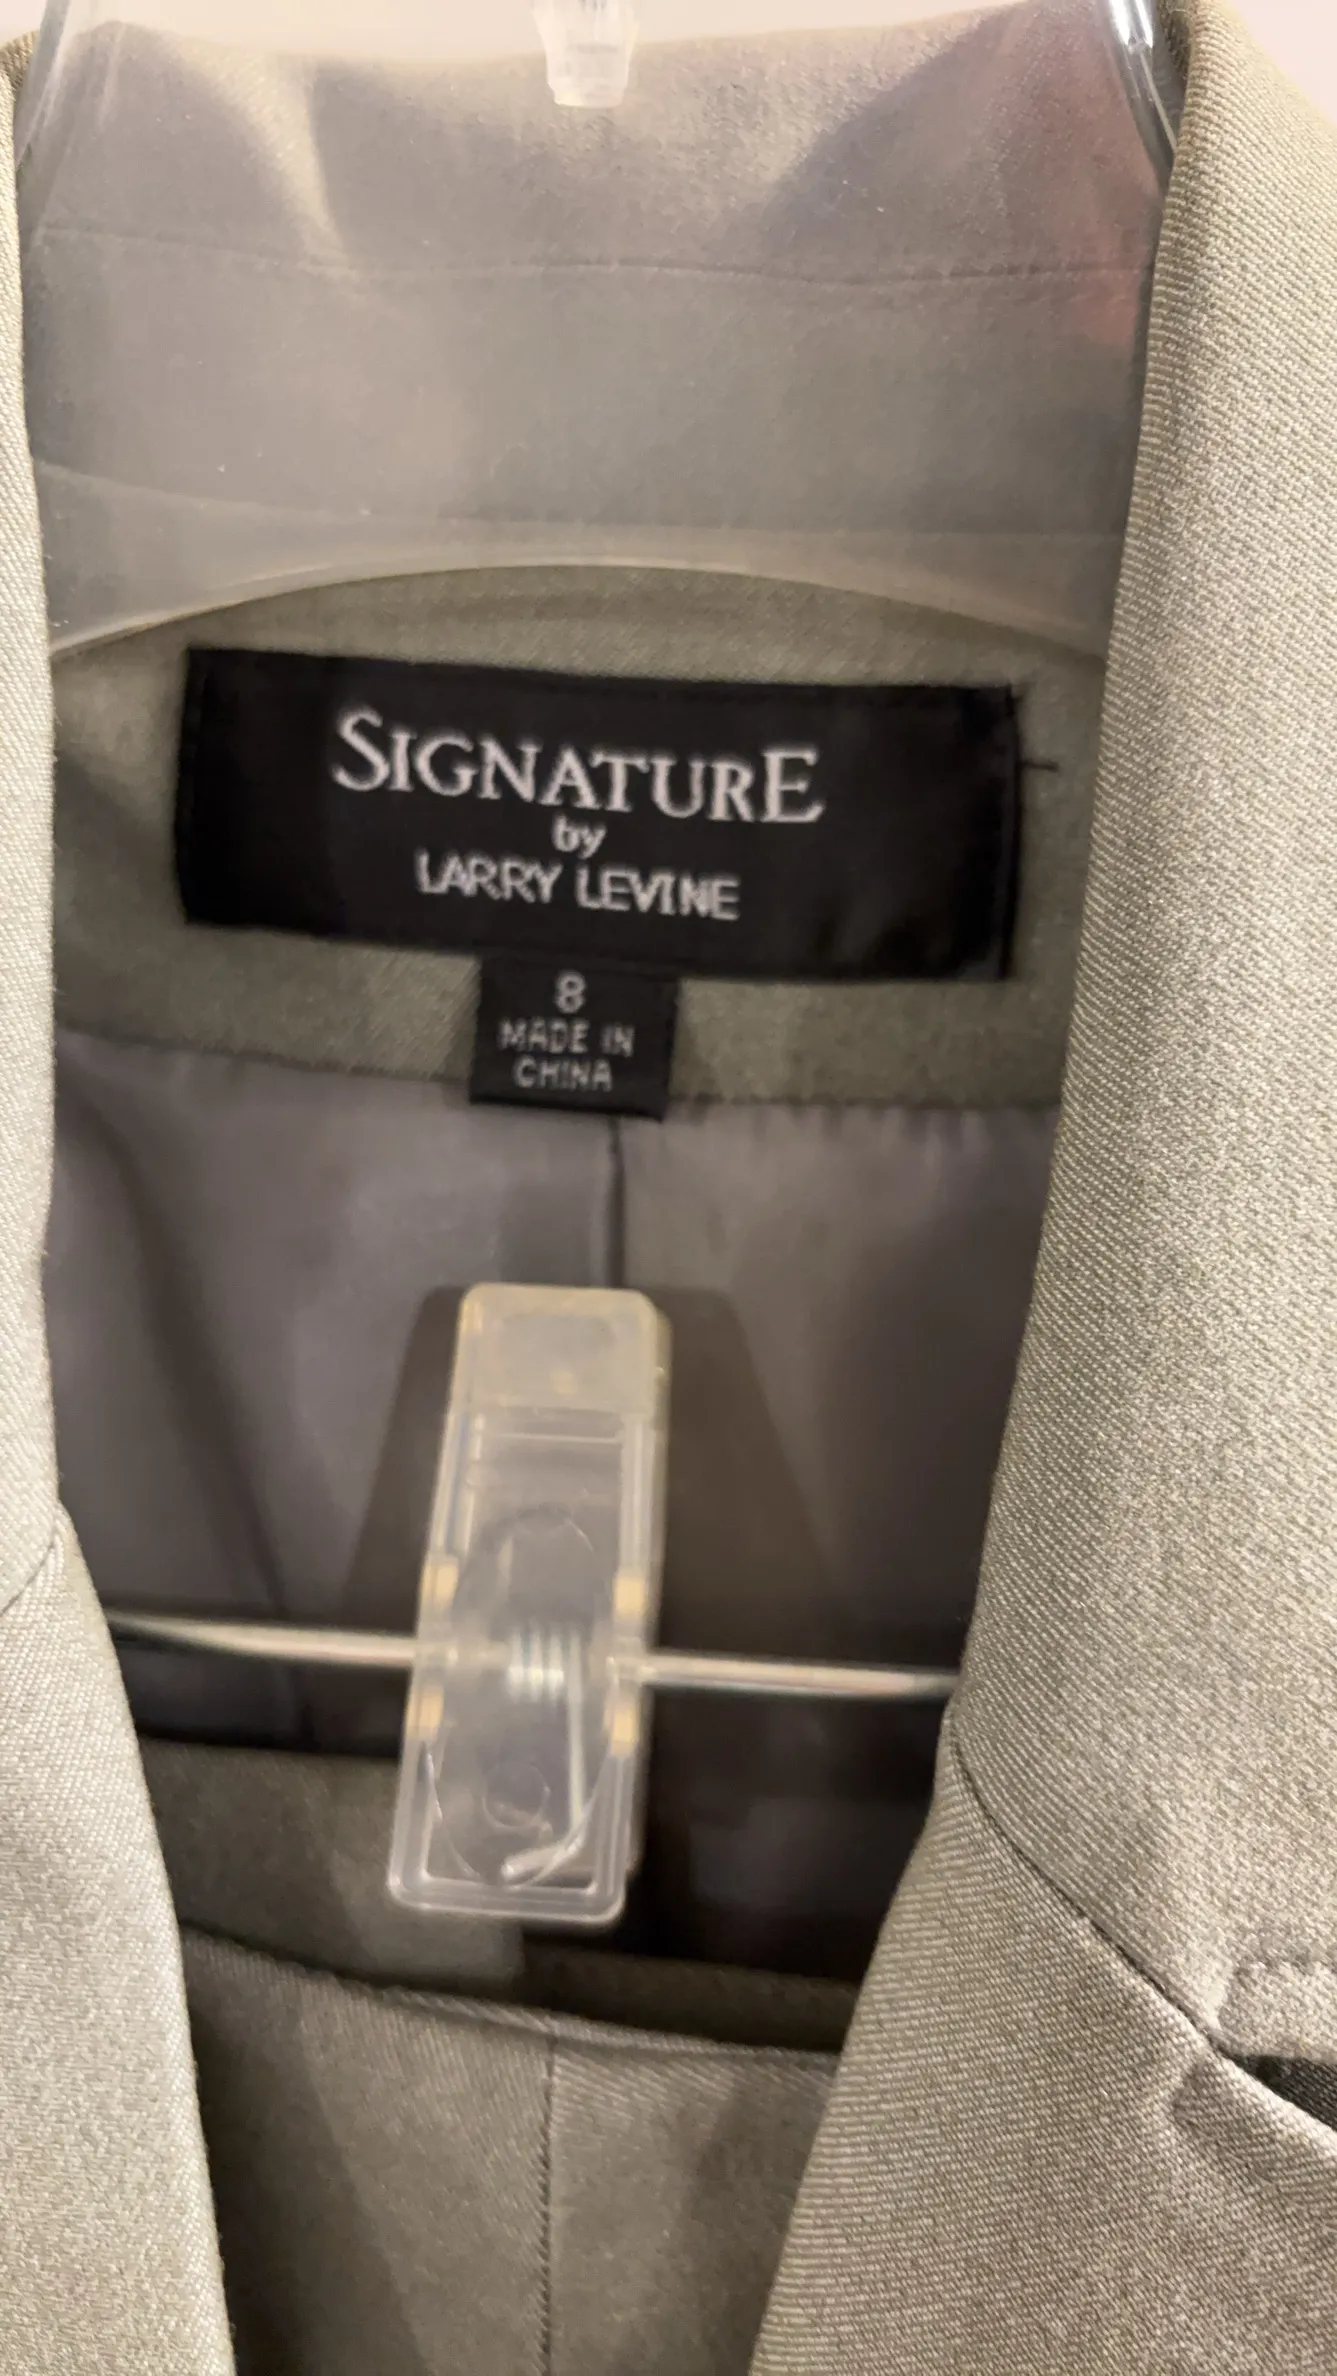 SIGNATURE
by
LARRY LEVINE
8
MADE IN
CHINA